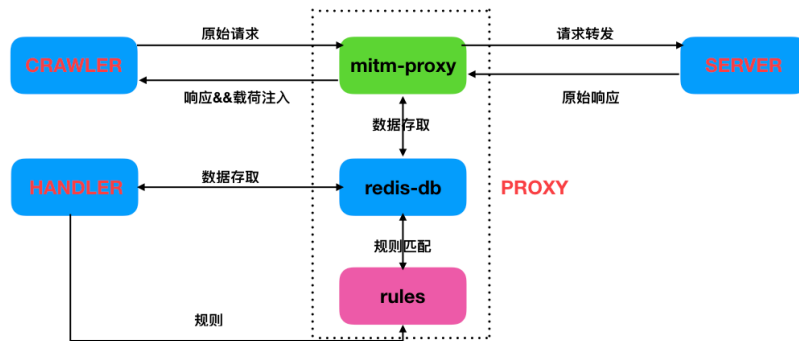 原始请求
请求转发
CRAWLER
mitm-proxy
SERVER
响应&&载荷注入
原始响应
数据存取
HANDLER
数据存取
redis-db
PROXY
规则匹配
rules
规则